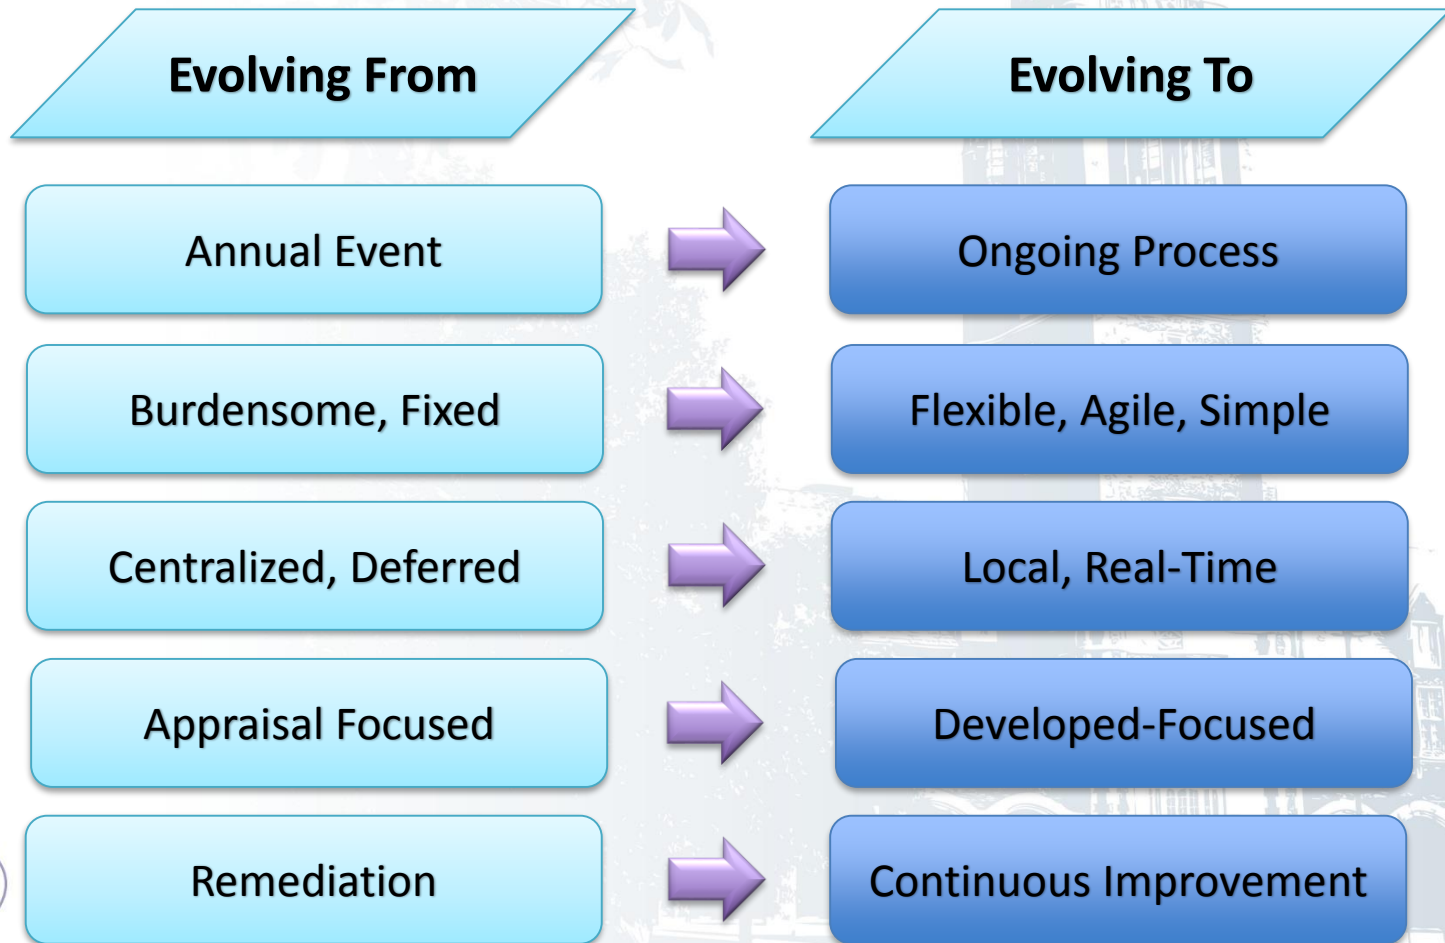 Evolving From
Evolving To
Annual Event
Ongoing Process
Burdensome, Fixed
Flexible, Agile, Simple
Centralized, Deferred
Local, Real-Time
Appraisal Focused
Developed-Focused
Remediation
Continuous Improvement